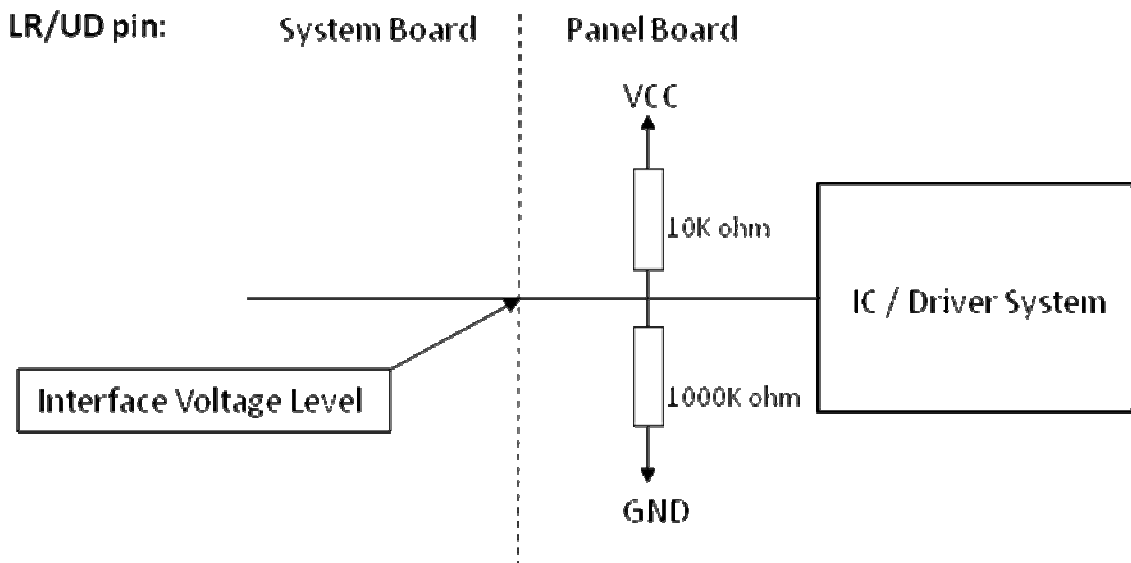 LR/UD pin:
System Board
Panel Board
VCC
10K ohm
IC / Driver System
Interface Voltage Level
1000K ohm
GND